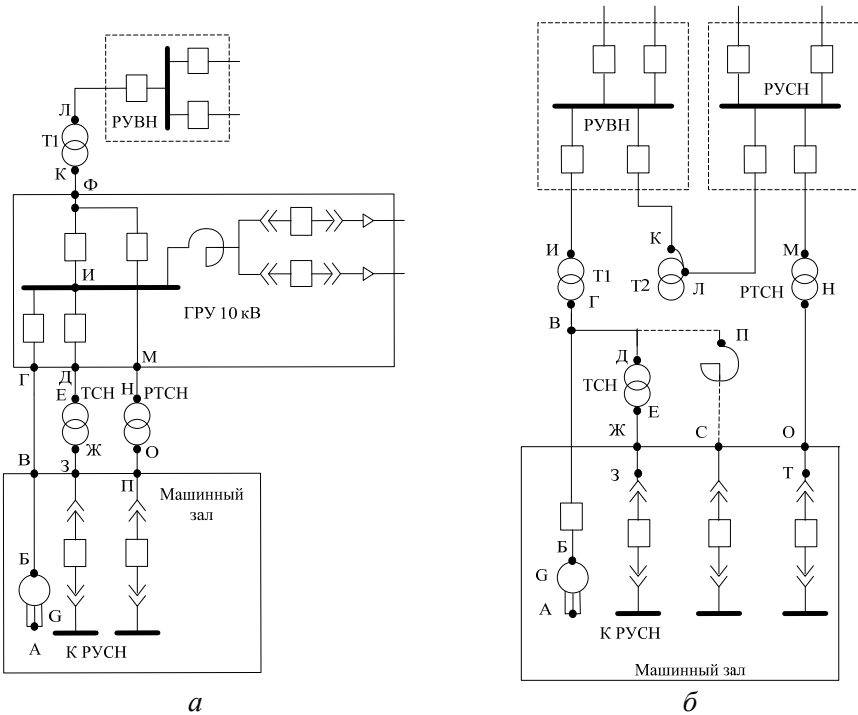 РУВН
Л
Т1
К
Ф
И
ГРУ 10 кВ
М
Г
Д
Е
ТСН
Н
РТСН
Ж
О
В
З
П
Машинный
зал
Б
G
А
К РУСН
а
РУВН
РУСН
К
И
М
Т1
Т2
Л
РТСН
Н
Г
В
П
Д
ТСН
Е
Ж
С
О
З
Т
Б
G
А
К РУСН
Машинный зал
б